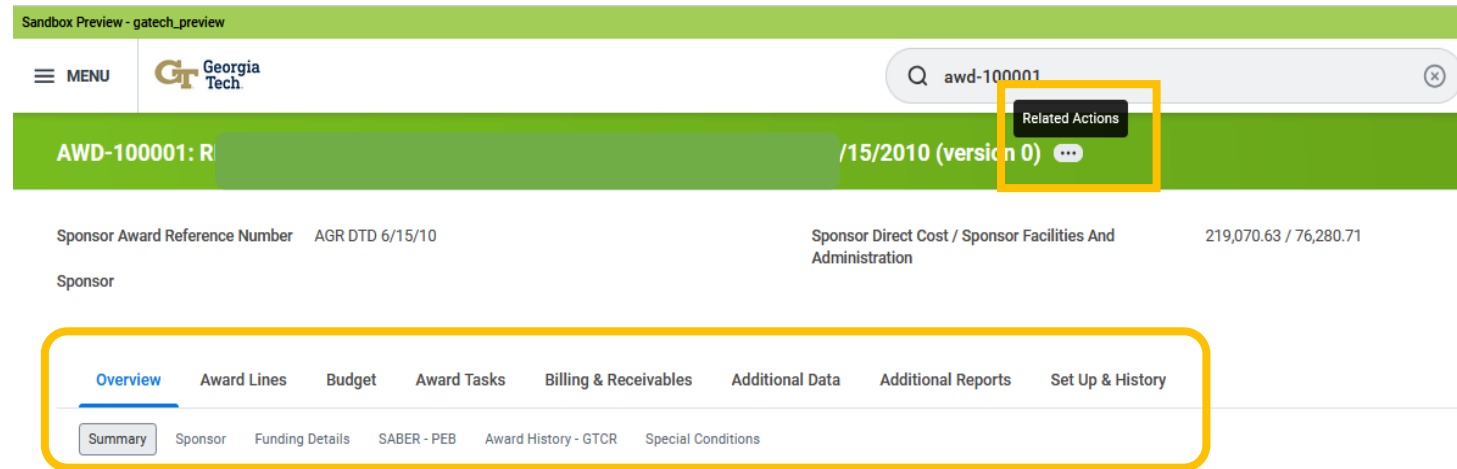 Sandbox Preview - gatech_preview
MENU
GT Georgia Tech
awd-100001
Related Actions
AWD-100001: R /15/2010 (version 0)
Sponsor Award Reference Number AGR DTD 6/15/10
Sponsor Direct Cost / Sponsor Facilities And
Administration
219,070.63 / 76,280.71
Sponsor
Overview Award Lines Budget Award Tasks Billing & Receivables Additional Data Additional Reports Set Up & History
Summary Sponsor Funding Details SABER - PEB Award History - GTCR Special Conditions